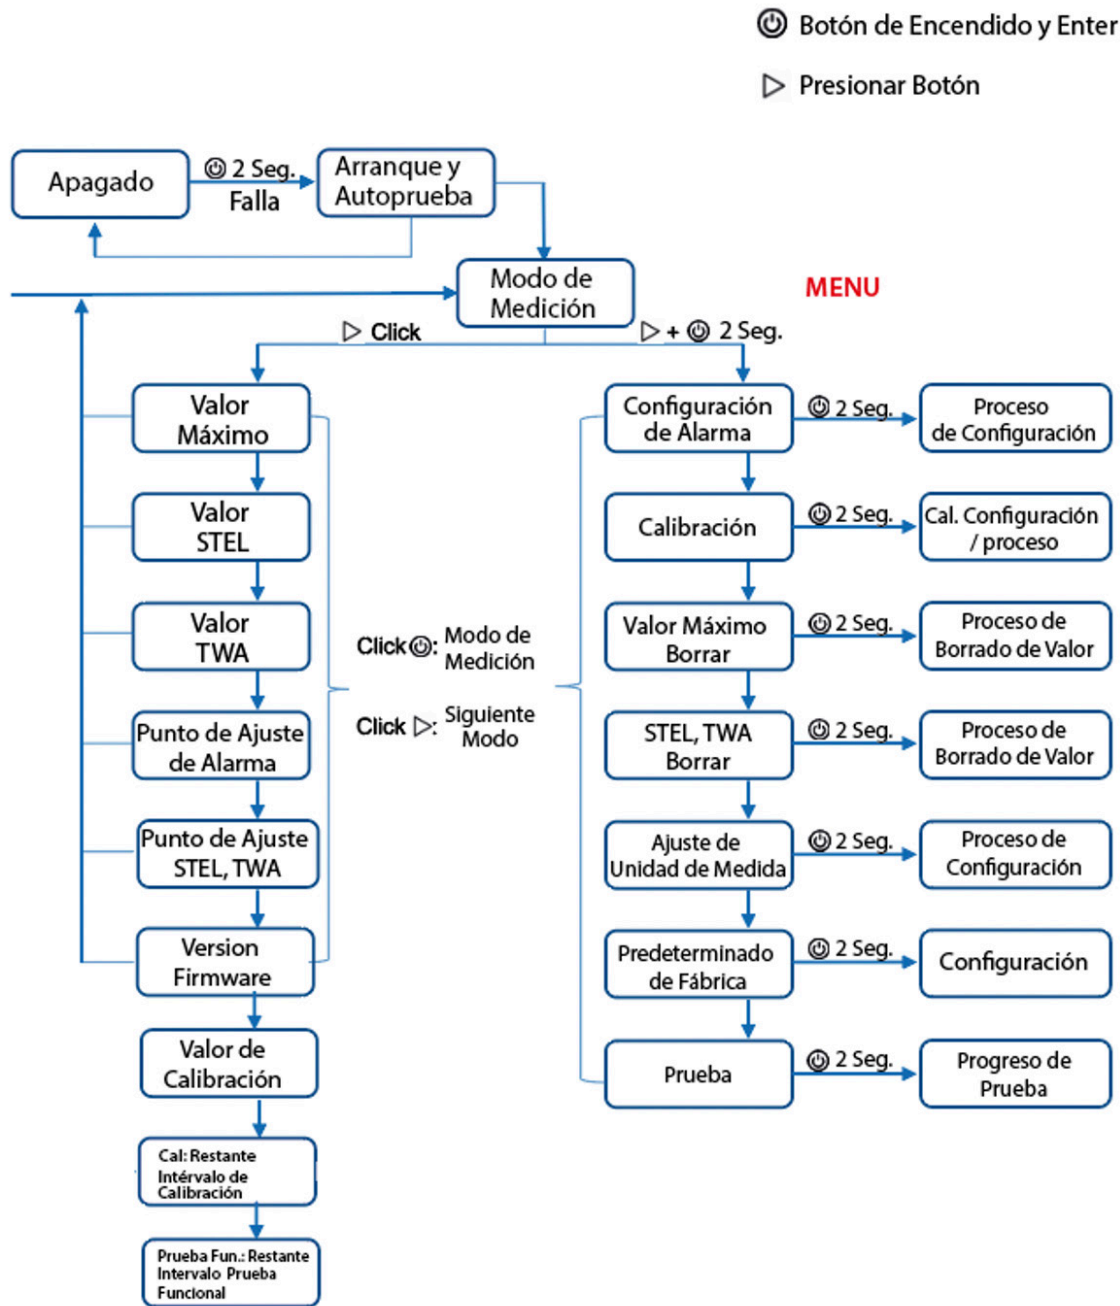 Botón de Encendido y Enter
Presionar Botón
Apagado
2 Seg.
Falla
Arranque y
Autoprueba
Modo de
Medición
MENU
Click
+ 2 Seg.
Valor
Máximo
Valor
STEL
Valor
TWA
Punto de Ajuste
de Alarma
Punto de Ajuste
STEL, TWA
Version
Firmware
Valor de
Calibración
Cal: Restante
Intérvalo de
Calibración
Prueba Fun.: Restante
Intervalo Prueba
Funcional
Click : Modo de
Medición
Click : Siguiente
Modo
Configuración
de Alarma
2 Seg.
Proceso
de Configuración
Calibración
2 Seg.
Cal. Configuración
/ proceso
Valor Máximo
Borrar
2 Seg.
Proceso de
Borrado de Valor
STEL, TWA
Borrar
2 Seg.
Proceso de
Borrado de Valor
Ajuste de
Unidad de Medida
2 Seg.
Proceso de
Configuración
Predeterminado
de Fábrica
2 Seg.
Configuración
Prueba
2 Seg.
Progreso de
Prueba